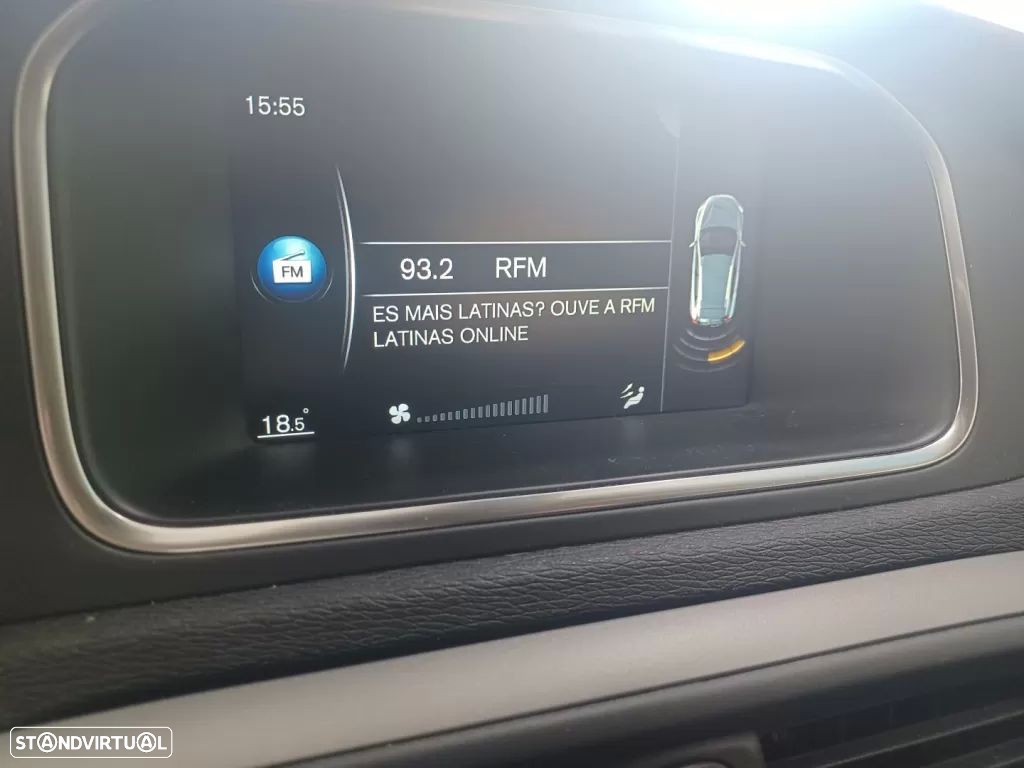 15:55
FM
93.2 RFM
ES MAIS LATINAS? OUVE A RFM
LATINAS ONLINE
18.5°
STANDVIRTUAL